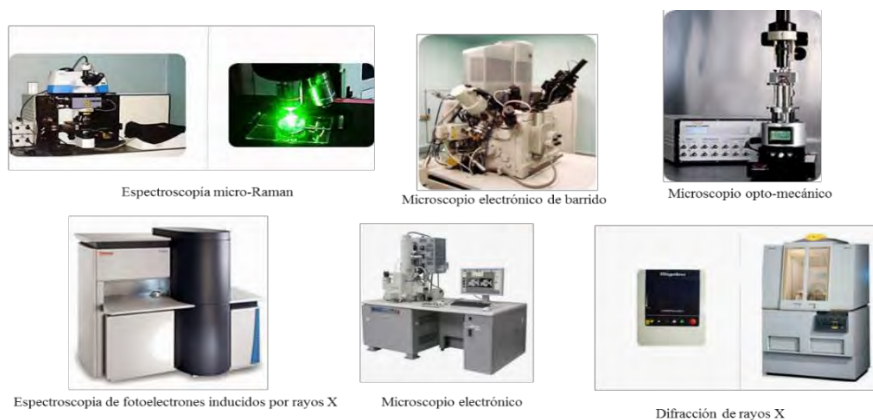 Espectroscopía micro-Raman
Microscopio electrónico de barrido
Microscopio opto-mecánico
Espectroscopia de fotoelectrones inducidos por rayos X
Microscopio electrónico
Rigaku
Difracción de rayos X